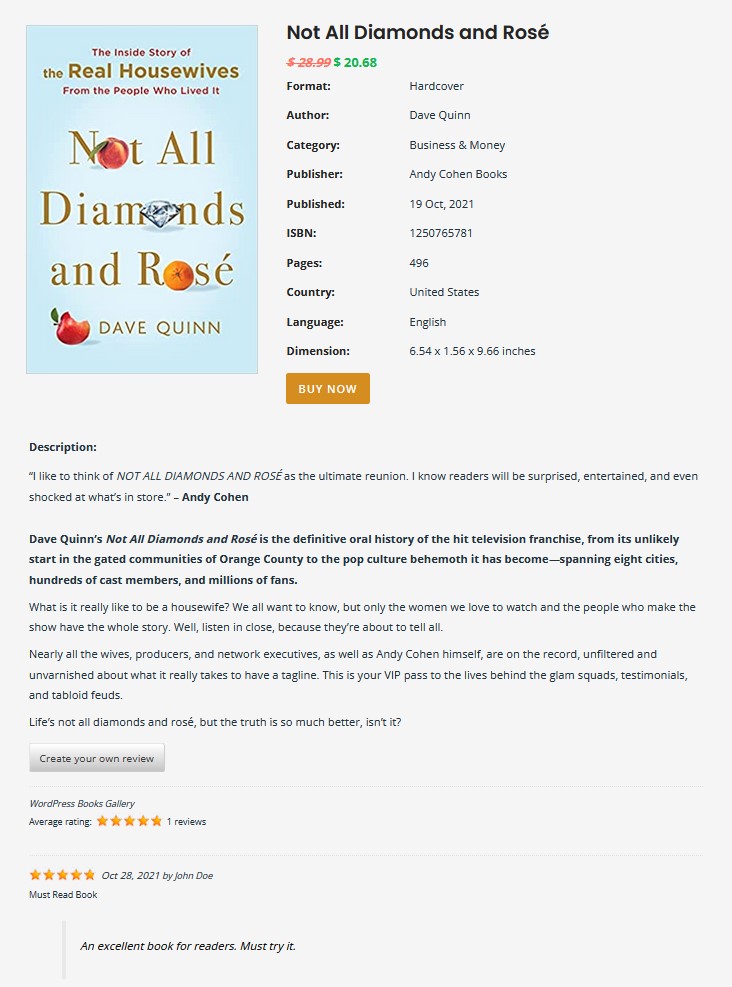 The Inside Story of
the Real Housewives
From the People Who Lived It
Not All
Diamonds
and Rosé
DAVE QUINN
Not All Diamonds and Rosé
$ 28.99 $ 20.68
Format: Hardcover
Author: Dave Quinn
Category: Business & Money
Publisher: Andy Cohen Books
Published: 19 Oct, 2021
ISBN: 1250765781
Pages: 496
Country: United States
Language: English
Dimension: 6.54 x 1.56 x 9.66 inches
BUY NOW
Description:
“I like to think of NOT ALL DIAMONDS AND ROSÉ as the ultimate reunion. I know readers will be surprised, entertained, and even
shocked at what’s in store.” – Andy Cohen
Dave Quinn’s Not All Diamonds and Rosé is the definitive oral history of the hit television franchise, from its unlikely
start in the gated communities of Orange County to the pop culture behemoth it has become—spanning eight cities,
hundreds of cast members, and millions of fans.
What is it really like to be a housewife? We all want to know, but only the women we love to watch and the people who make the
show have the whole story. Well, listen in close, because they’re about to tell all.
Nearly all the wives, producers, and network executives, as well as Andy Cohen himself, are on the record, unfiltered and
unvarnished about what it really takes to have a tagline. This is your VIP pass to the lives behind the glam squads, testimonials,
and tabloid feuds.
Life’s not all diamonds and rosé, but the truth is so much better, isn’t it?
Create your own review
WordPress Books Gallery
Average rating: 1 reviews
Oct 28, 2021 by John Doe
Must Read Book
An excellent book for readers. Must try it.